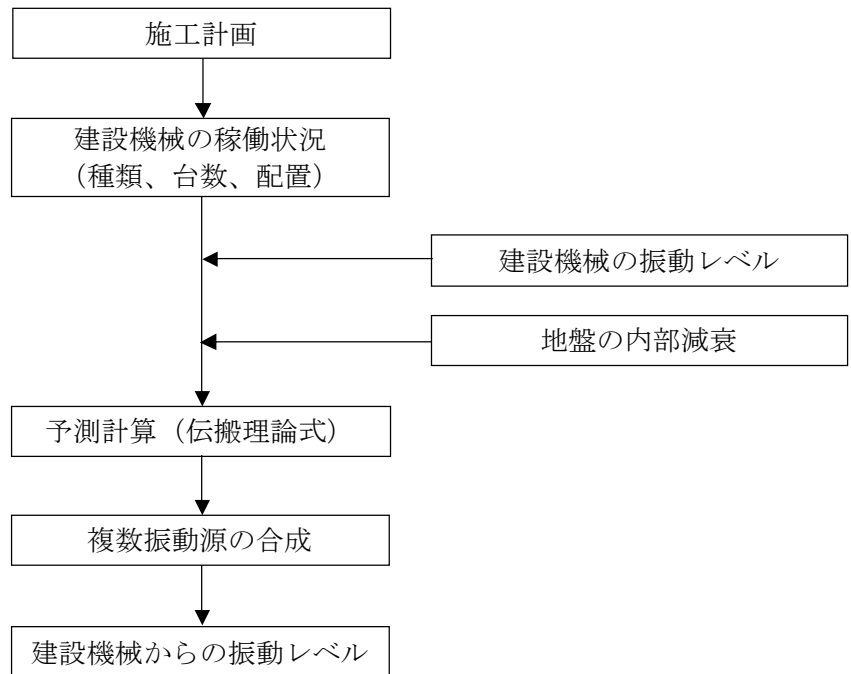 施工計画
建設機械の稼働状況
（種類、台数、配置）
建設機械の振動レベル
地盤の内部減衰
予測計算（伝搬理論式）
複数振動源の合成
建設機械からの振動レベル